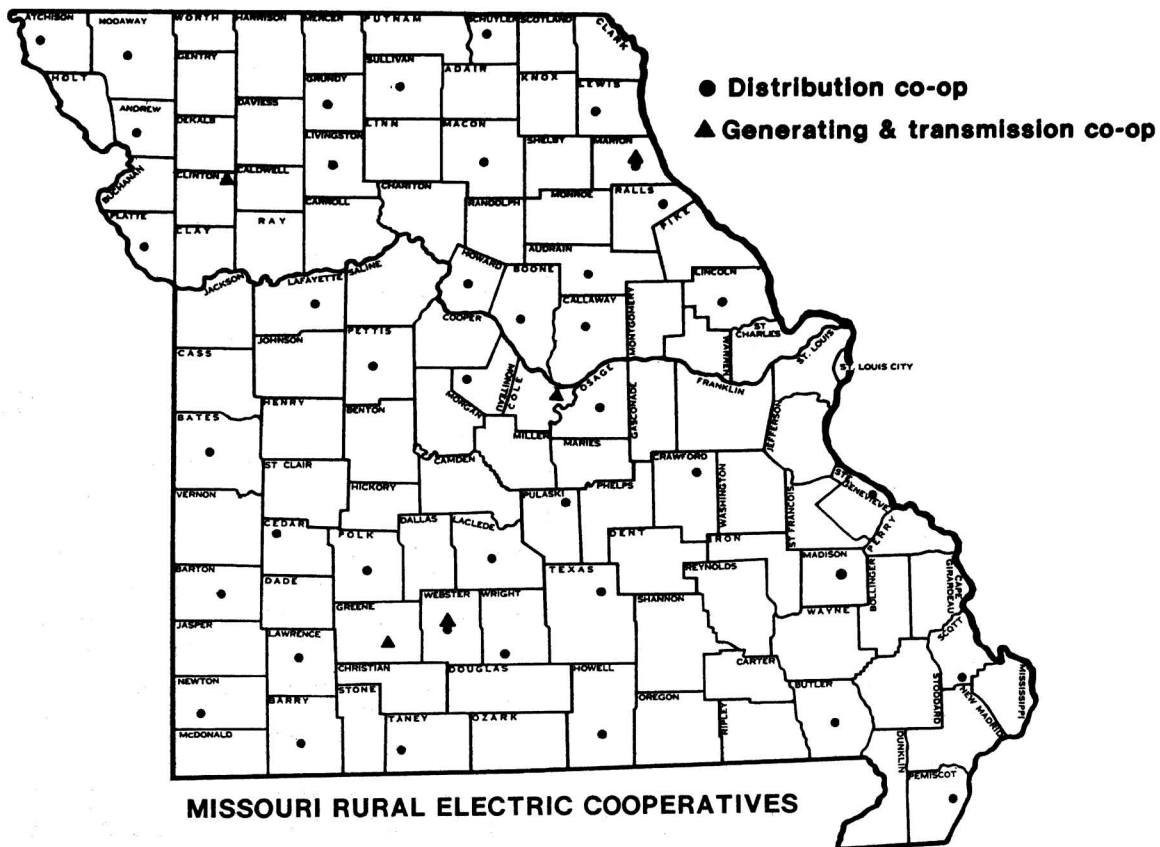 ATCHISON
NODAWAY
WORTH
HARRISON
MERCER
PUTNAM
SCHUYLER
SCOTLAND
CLARK
HOLT
GENTRY
SULLIVAN
ADAIR
KNOX
GRUNDY
LEWIS
● Distribution co-op
ANDREW
DAVIESS
DEKALB
LIVINGSTON
LINN
MACON
SHELBY
MARION
▲ Generating & transmission co-op
BUCHANAN
CLINTON
CALDWELL
CHARITON
MONROE
RALLS
PLATTE
CLAY
RAY
CARROLL
RANDOLPH
PIKE
AUDRAIN
JACKSON
LAFAYETTE
SALINE
HOWARD
BOONE
LINCOLN
CALLAWAY
MONTGOMERY
COOPER
JOHNSON
PETTIS
WARREN
ST CHARLES
ST. LOUIS
ST. LOUIS CITY
CASS
MONITEAU
COLE
OSAGE
GASCONADE
FRANKLIN
HENRY
BENTON
MORGAN
JEFFERSON
BATES
MILLER
MARIES
ST CLAIR
CAMDEN
CRAWFORD
WASHINGTON
STE. GENEVIEVE
VERNON
HICKORY
PULASKI
PHELPS
ST FRANCOIS
PERRY
CEDAR
POLK
DALLAS
LACLEDE
DENT
IRON
MADISON
BARTON
DADE
TEXAS
REYNOLDS
BOLLINGER
CAPE GIRARDEAU
GREENE
WEBSTER
WRIGHT
SHANNON
WAYNE
JASPER
LAWRENCE
SCOTT
CHRISTIAN
DOUGLAS
HOWELL
CARTER
NEWTON
STONE
OREGON
RIPLEY
BUTLER
STODDARD
MISSISSIPPI
BARRY
TANEY
OZARK
NEW MADRID
McDONALD
DUNKLIN
PEMISCOT
MISSOURI RURAL ELECTRIC COOPERATIVES